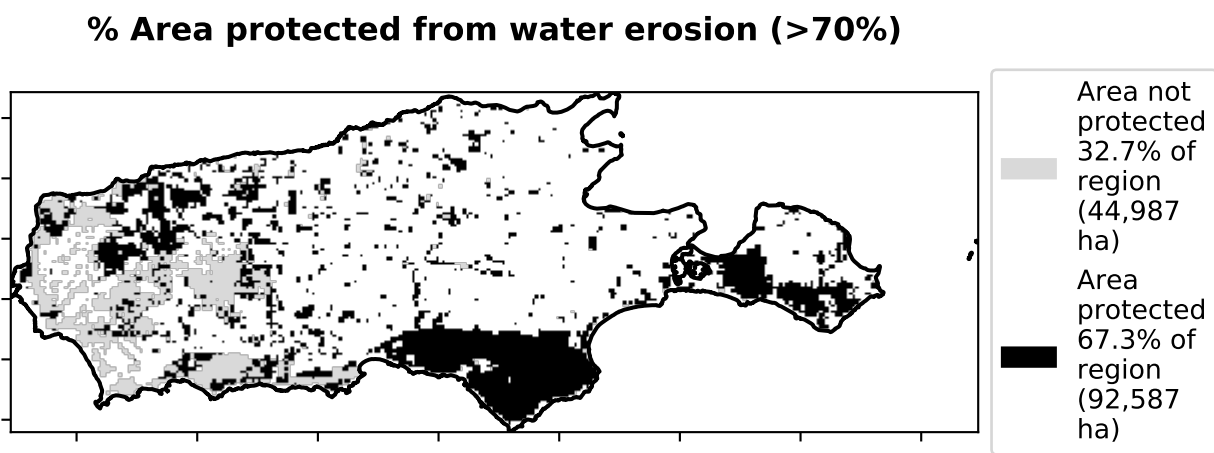 % Area protected from water erosion (>70%)
Area not
protected
32.7% of
region
(44,987
ha)
Area
protected
67.3% of
region
(92,587
ha)